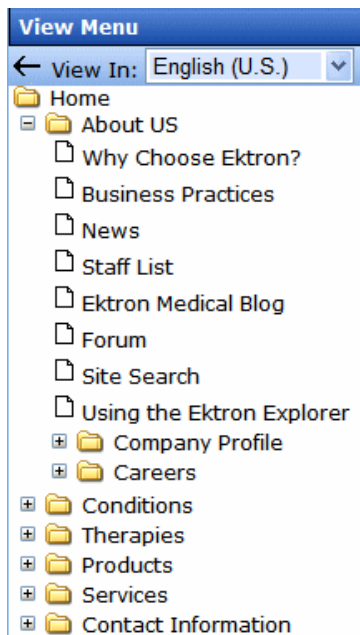 View Menu
View In: English (U.S.)
Home
About US
Why Choose Ektron?
Business Practices
News
Staff List
Ektron Medical Blog
Forum
Site Search
Using the Ektron Explorer
Company Profile
Careers
Conditions
Therapies
Products
Services
Contact Information